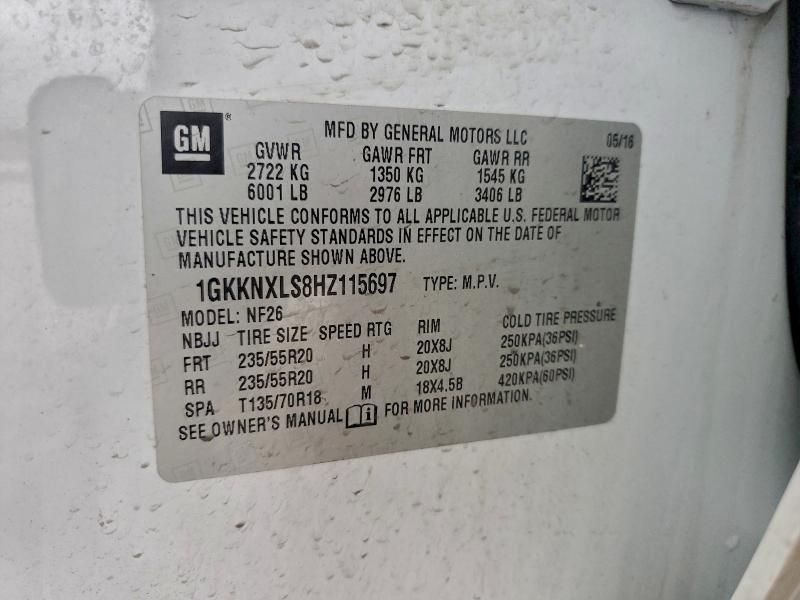 GM ®
MFD BY GENERAL MOTORS LLC 05/16
GVWR GAWR FRT GAWR RR
2722 KG 1350 KG 1545 KG
6001 LB 2976 LB 3406 LB
THIS VEHICLE CONFORMS TO ALL APPLICABLE U.S. FEDERAL MOTOR
VEHICLE SAFETY STANDARDS IN EFFECT ON THE DATE OF
MANUFACTURE SHOWN ABOVE.
1GKKNXLS8HZ115697 TYPE: M.P.V.
MODEL: NF26
NBJJ TIRE SIZE SPEED RTG RIM COLD TIRE PRESSURE
FRT 235/55R20 H 20X8J 250KPA(36PSI)
RR 235/55R20 H 20X8J 250KPA(36PSI)
SPA T135/70R18 M 18X4.5B 420KPA(60PSI)
SEE OWNER'S MANUAL FOR MORE INFORMATION.